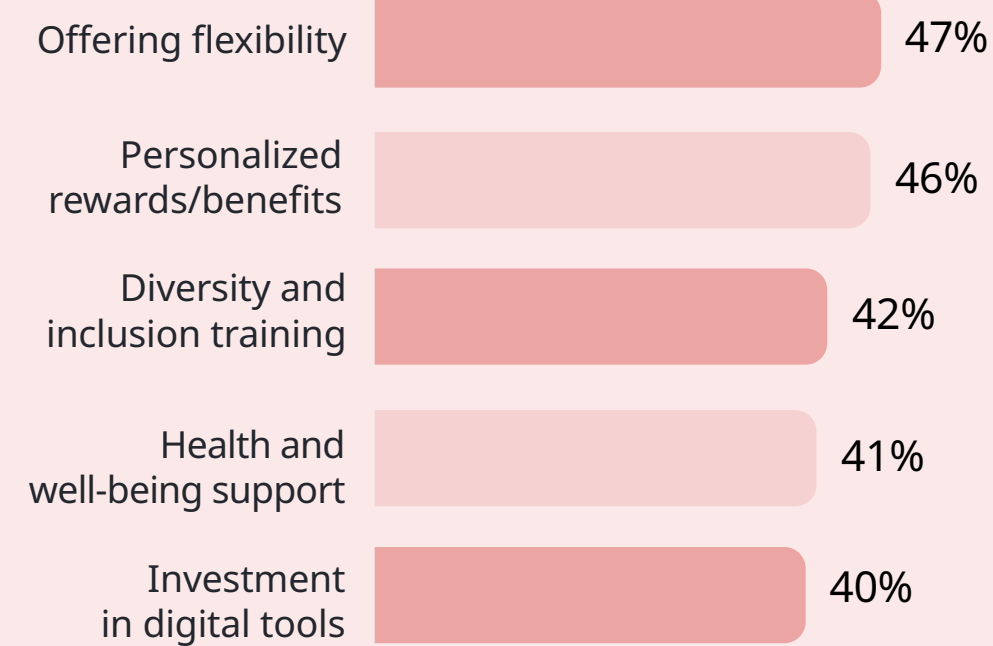 Offering flexibility
47%
Personalized
rewards/benefits
46%
Diversity and
inclusion training
42%
Health and
well-being support
41%
Investment
in digital tools
40%